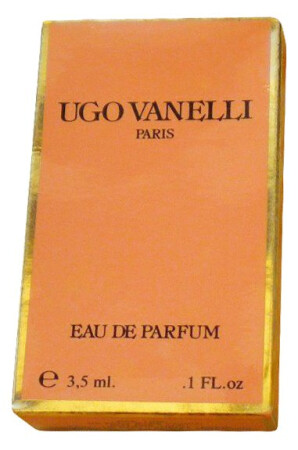 UGO VANELLI
PARIS
EAU DE PARFUM
℮ 3,5 ml. .1 FL.oz